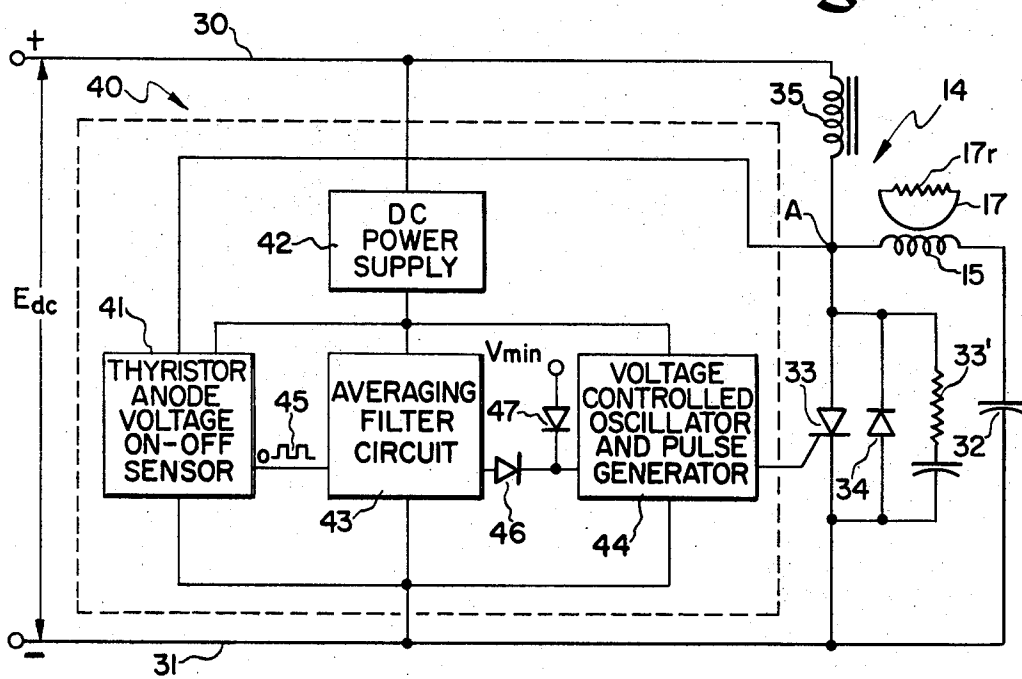 +
30
40
35
14
17r
17
A
15
DC
POWER
SUPPLY
42
Edc
41
THYRISTOR
ANODE
VOLTAGE
ON-OFF
SENSOR
45
0
AVERAGING
FILTER
CIRCUIT
43
Vmin
47
46
VOLTAGE
CONTROLLED
OSCILLATOR
AND PULSE
GENERATOR
44
33
34
33'
32
−
31